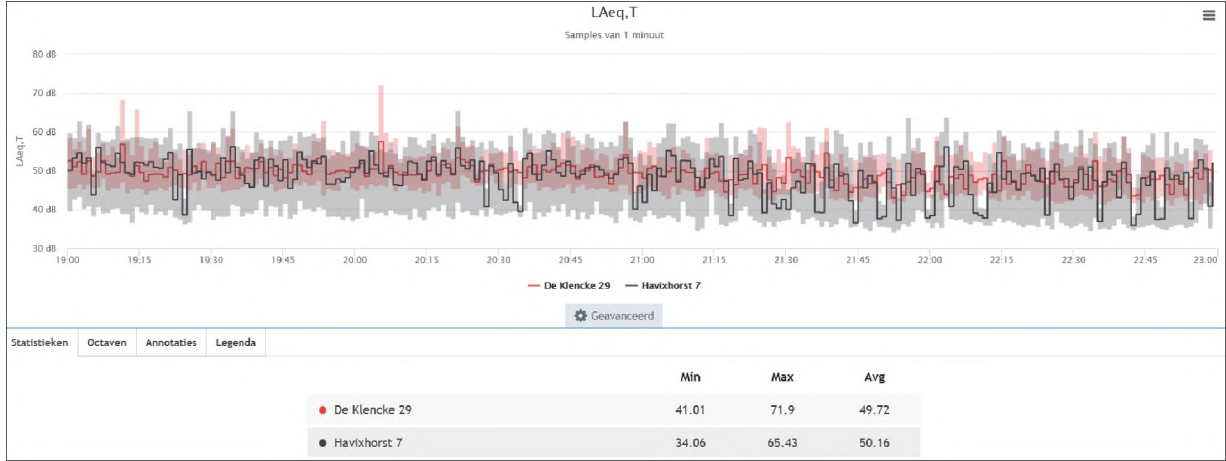 LAeq,T
Samples van 1 minuut
80 dB
70 dB
60 dB
50 dB
40 dB
30 dB
LAeq,T
19:00 19:15 19:30 19:45 20:00 20:15 20:30 20:45 21:00 21:15 21:30 21:45 22:00 22:15 22:30 22:45 23:00
De Klencke 29 Havixhorst 7
Geavanceerd
Statistieken Octaven Annotaties Legenda
Min Max Avg
De Klencke 29 41.01 71.9 49.72
Havixhorst 7 34.06 65.43 50.16